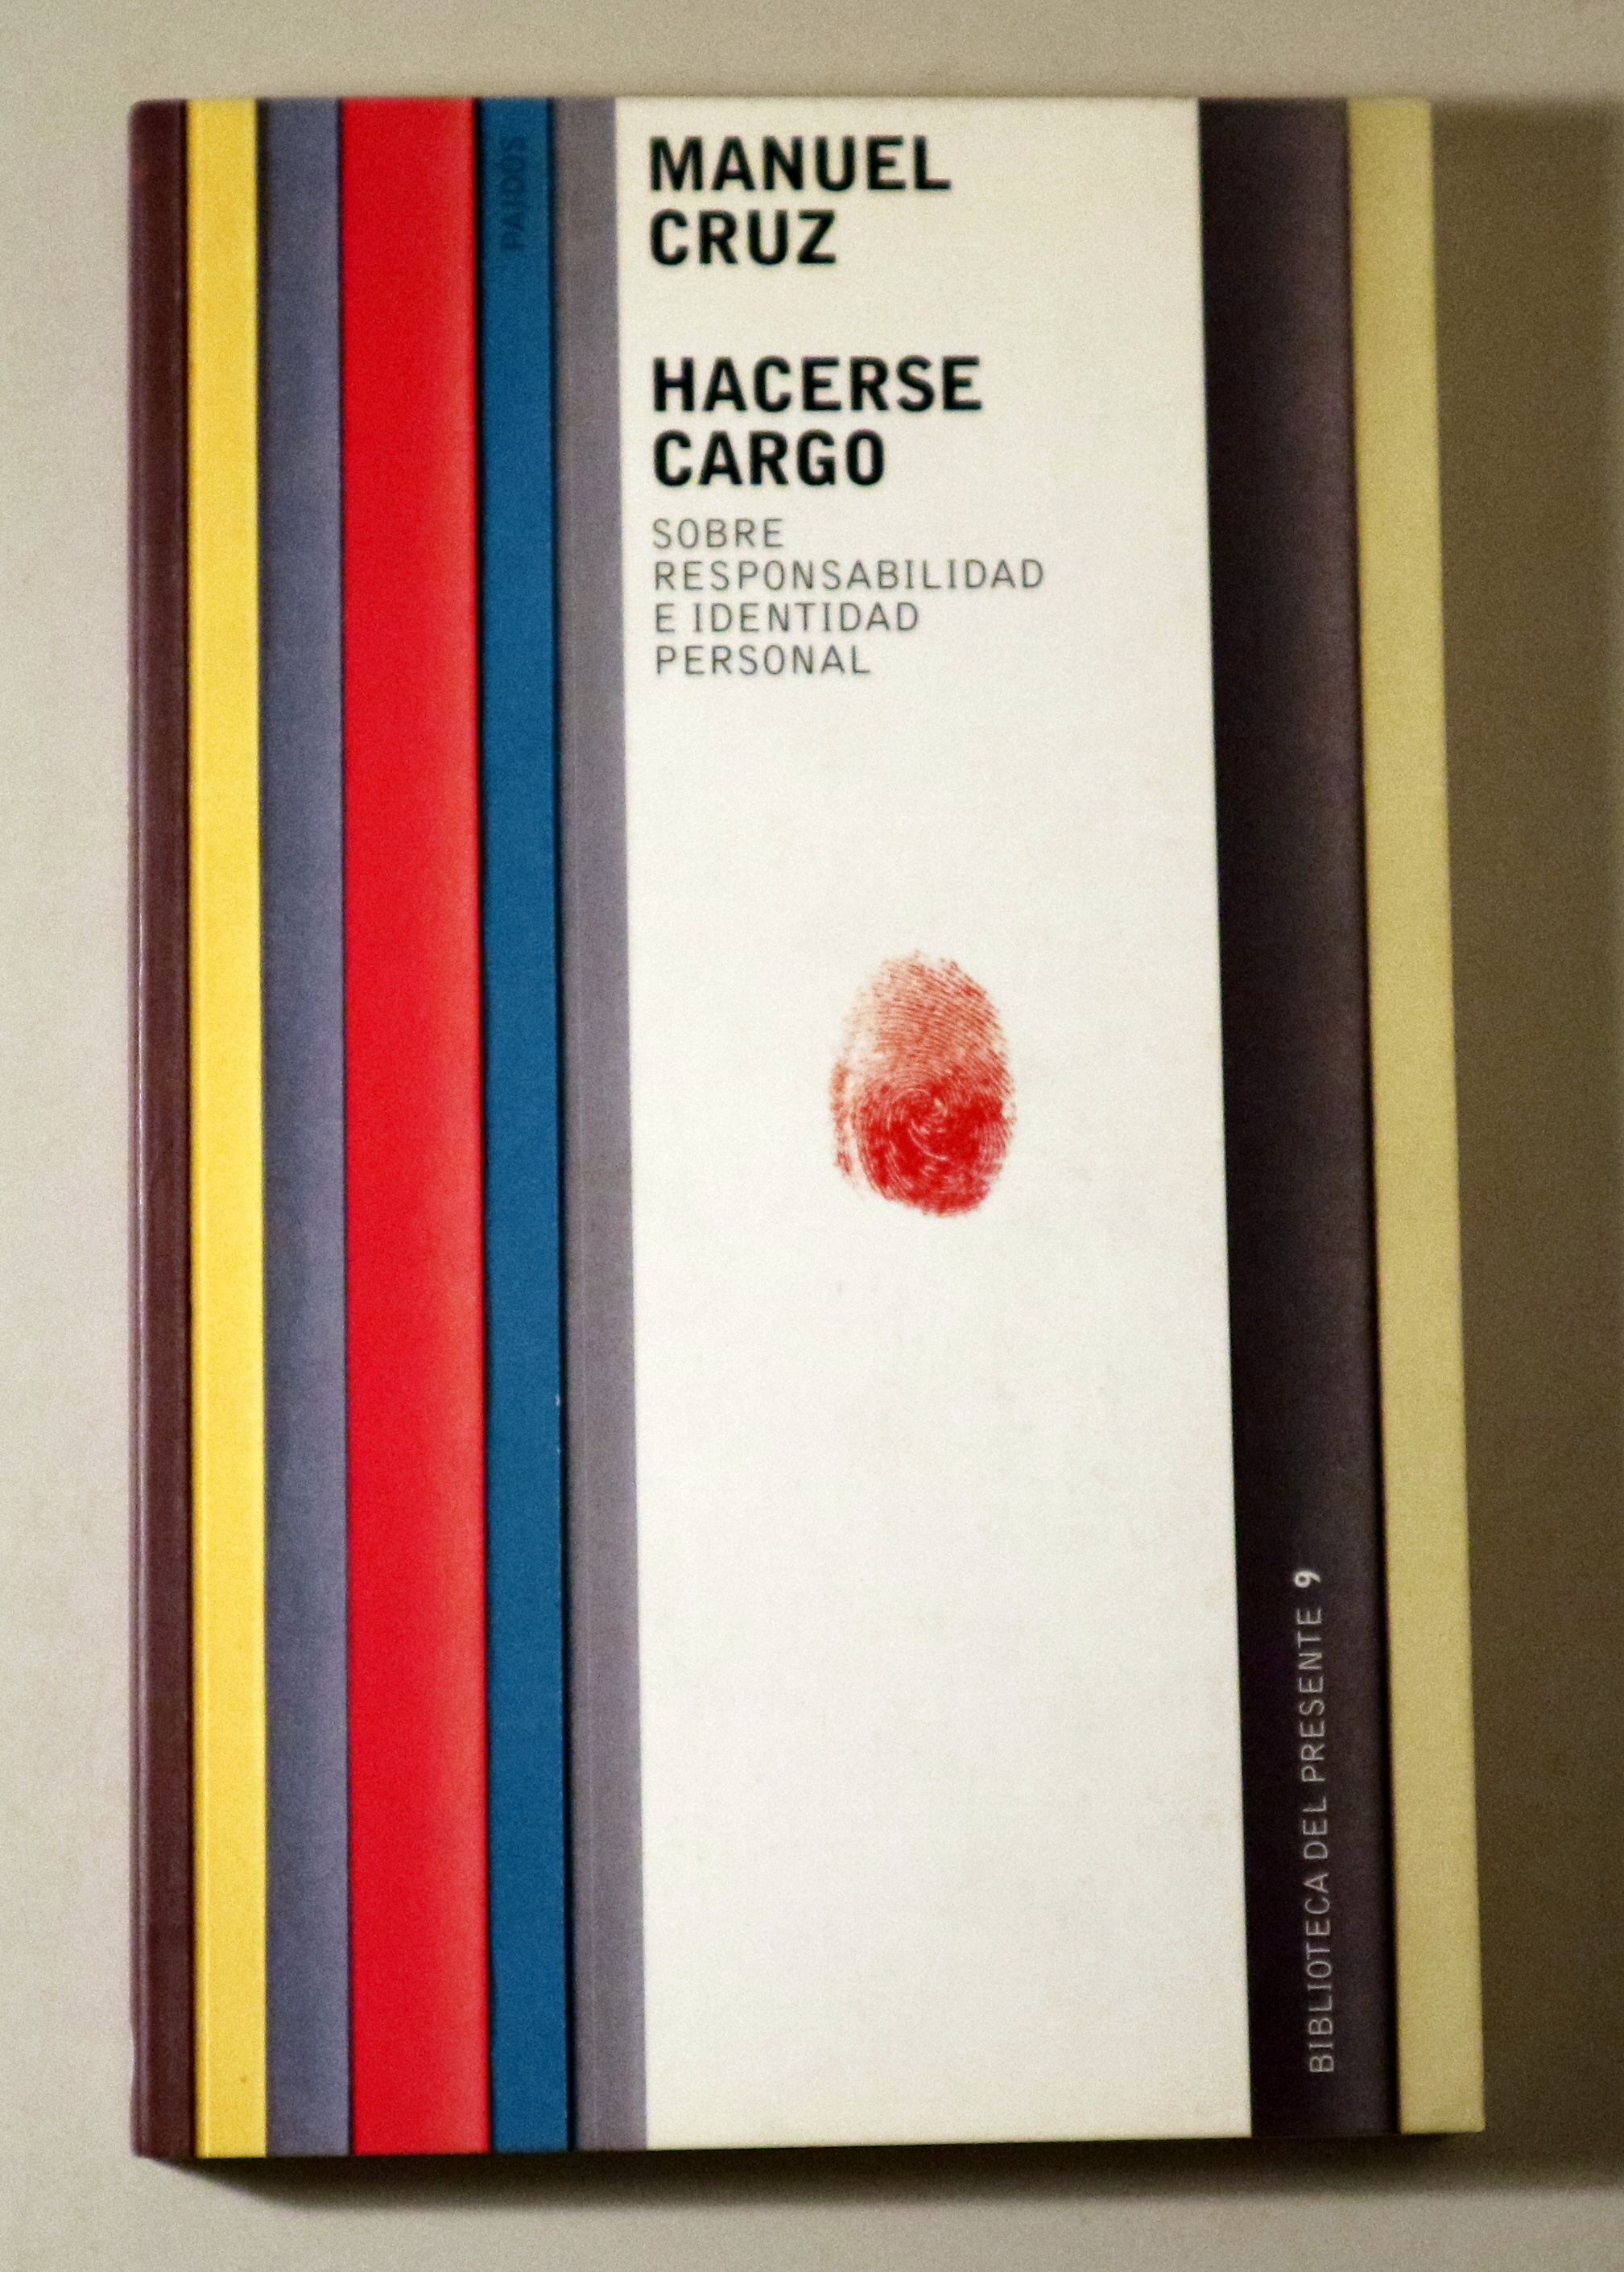 PAIDÓS
MANUEL
CRUZ
HACERSE
CARGO
SOBRE
RESPONSABILIDAD
E IDENTIDAD
PERSONAL
BIBLIOTECA DEL PRESENTE 9